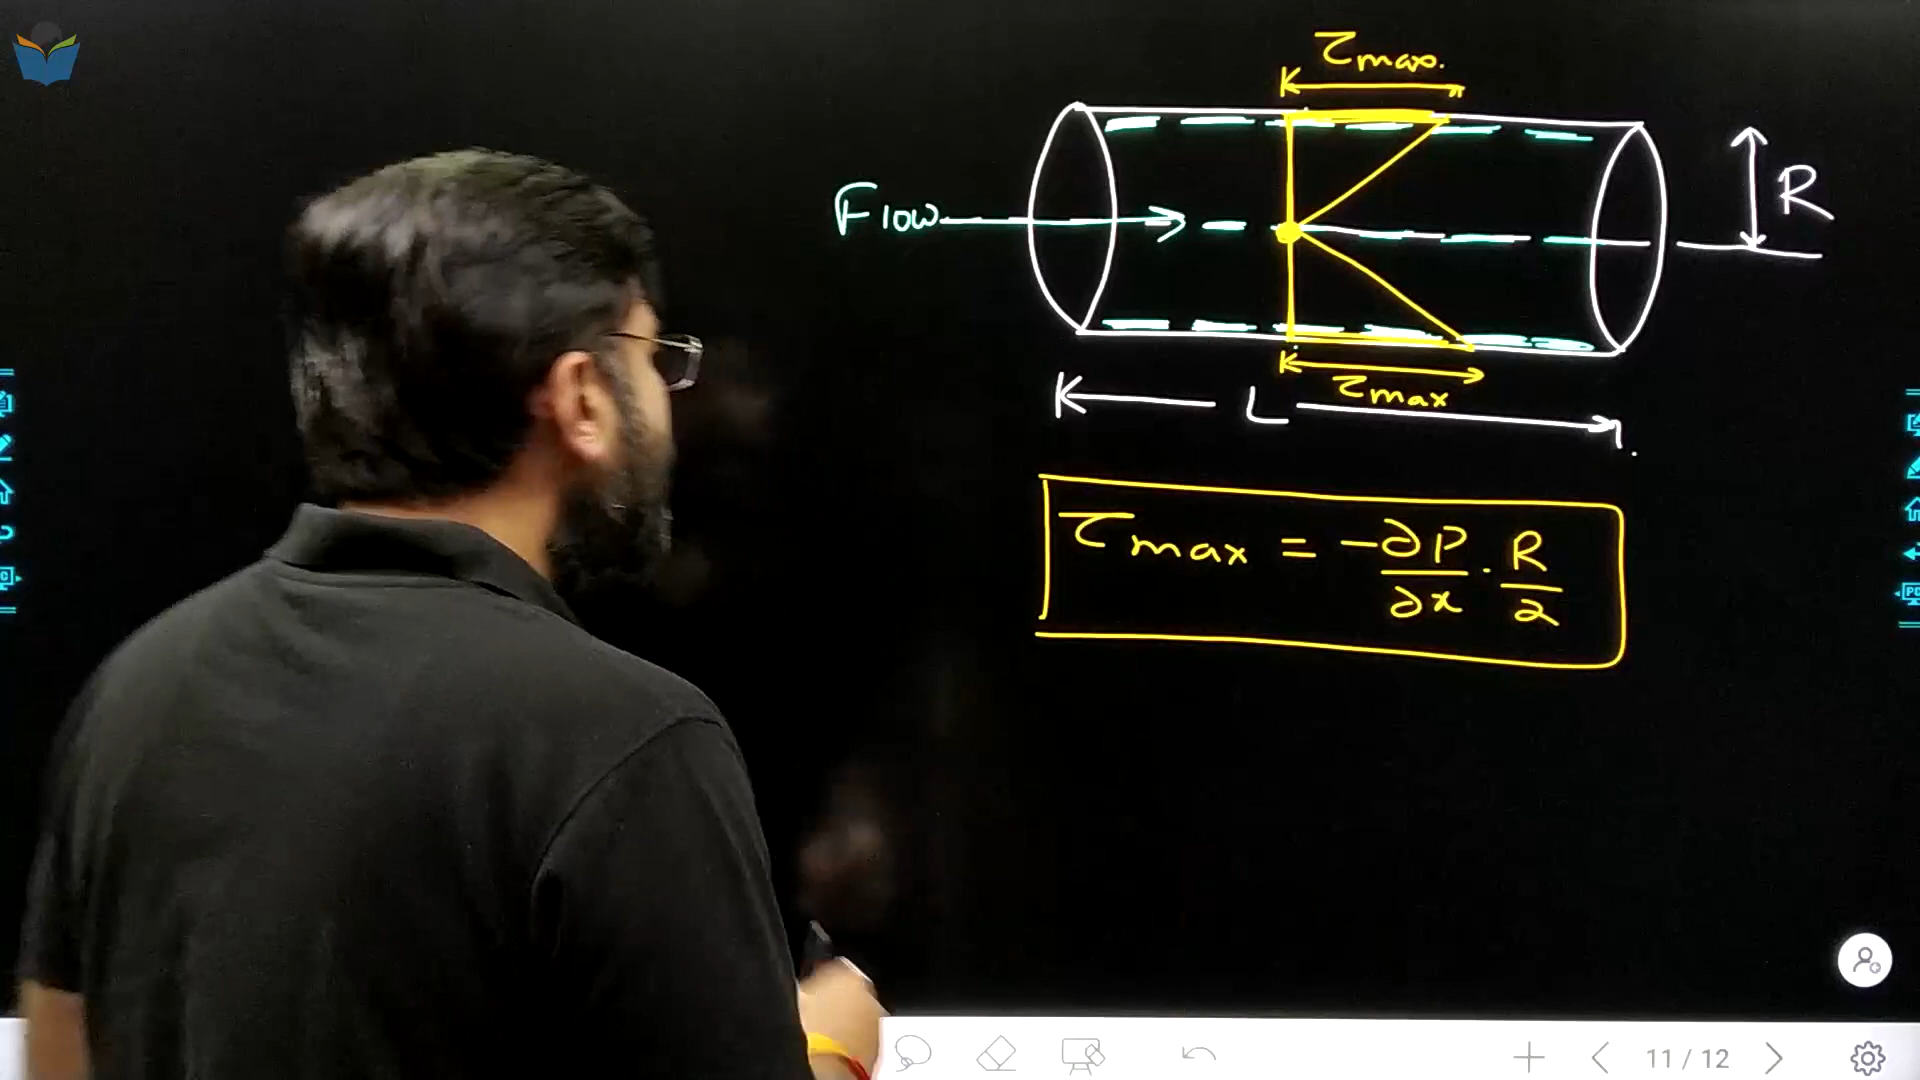 τmax.
Flow
R
τmax
L
τmax = -∂P/∂x . R/2
11 / 12